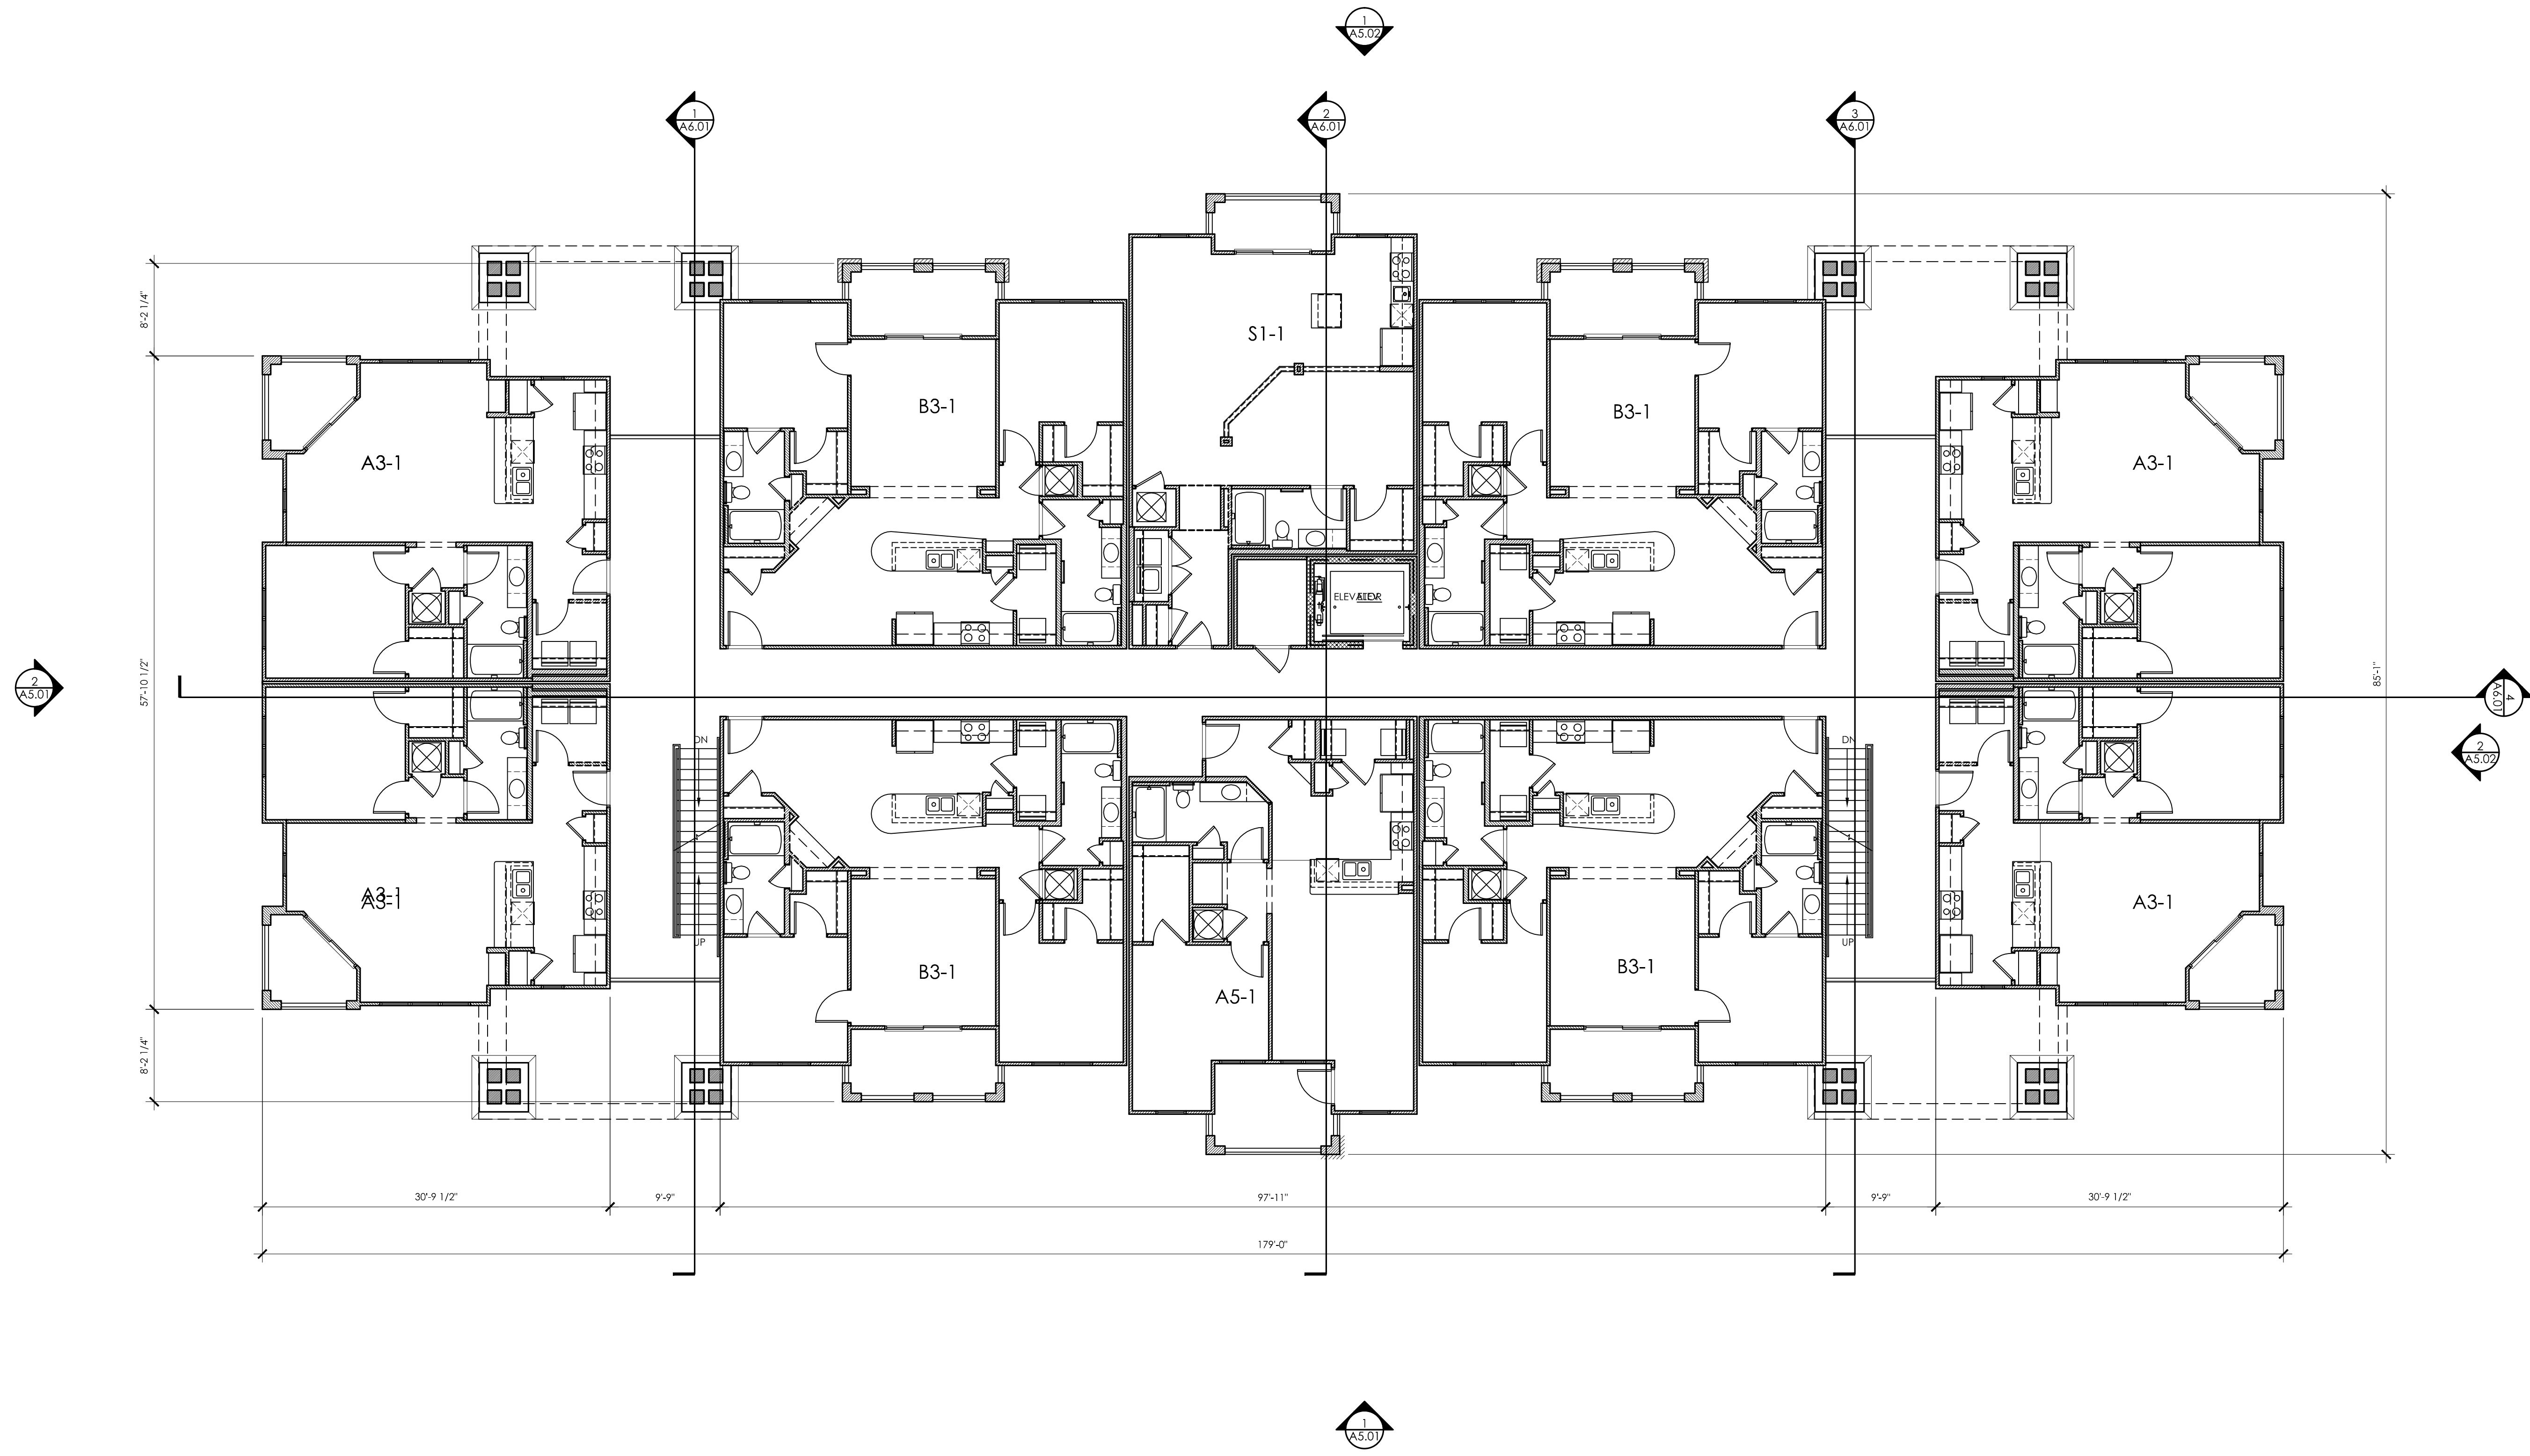 1
A5.02
1
A6.01
2
A6.01
3
A6.01
8'-2 1/4"
S1-1
B3-1
B3-1
A3-1
A3-1
ELEVATOR
ELEV.
57'-10 1/2"
85'-1"
2
A5.01
4
A6.01
2
A5.02
DN
DN
A3-1
A3-1
A3-1
UP
UP
B3-1
B3-1
A5-1
8'-2 1/4"
30'-9 1/2"
9'-9"
97'-11"
9'-9"
30'-9 1/2"
179'-0"
1
A5.01